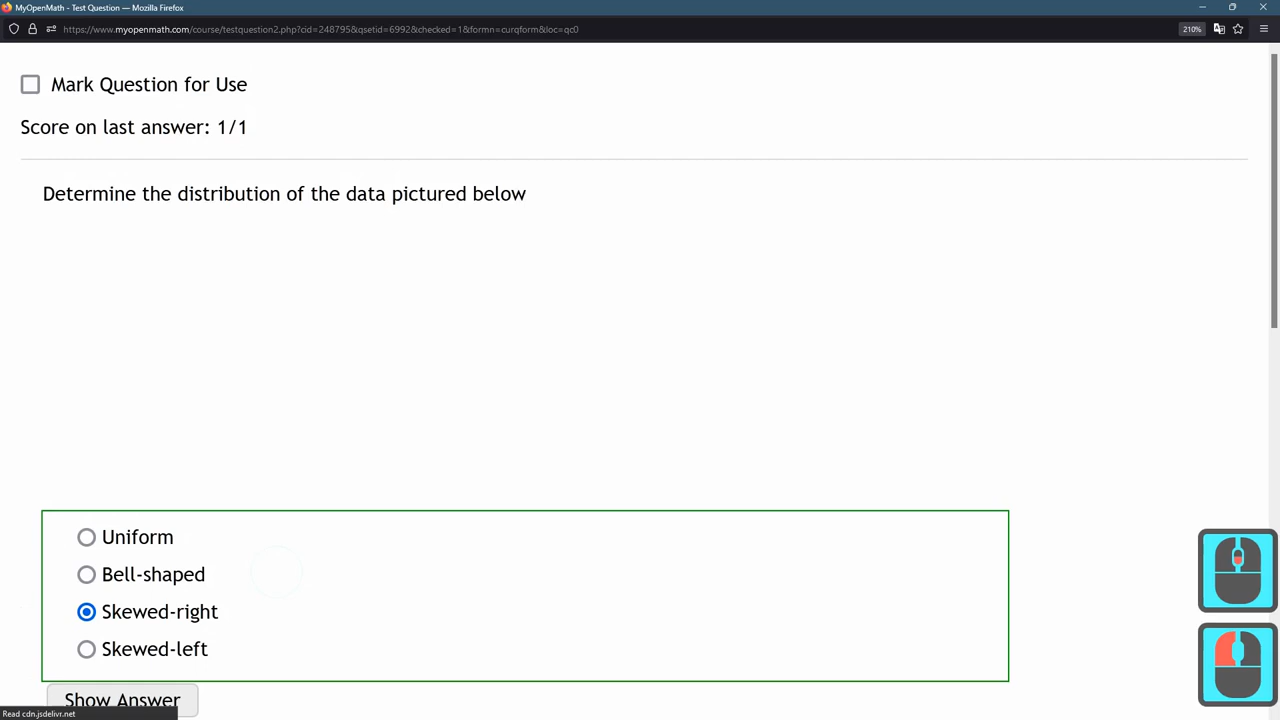 MyOpenMath - Test Question — Mozilla Firefox
https://www.myopenmath.com/course/testquestion2.php?cid=248795&qsetid=6992&checked=1&formn=curqform&loc=qc0
210%
Mark Question for Use
Score on last answer: 1/1
Determine the distribution of the data pictured below
Uniform
Bell-shaped
Skewed-right
Skewed-left
Show Answer
Read cdn.jsdelivr.net